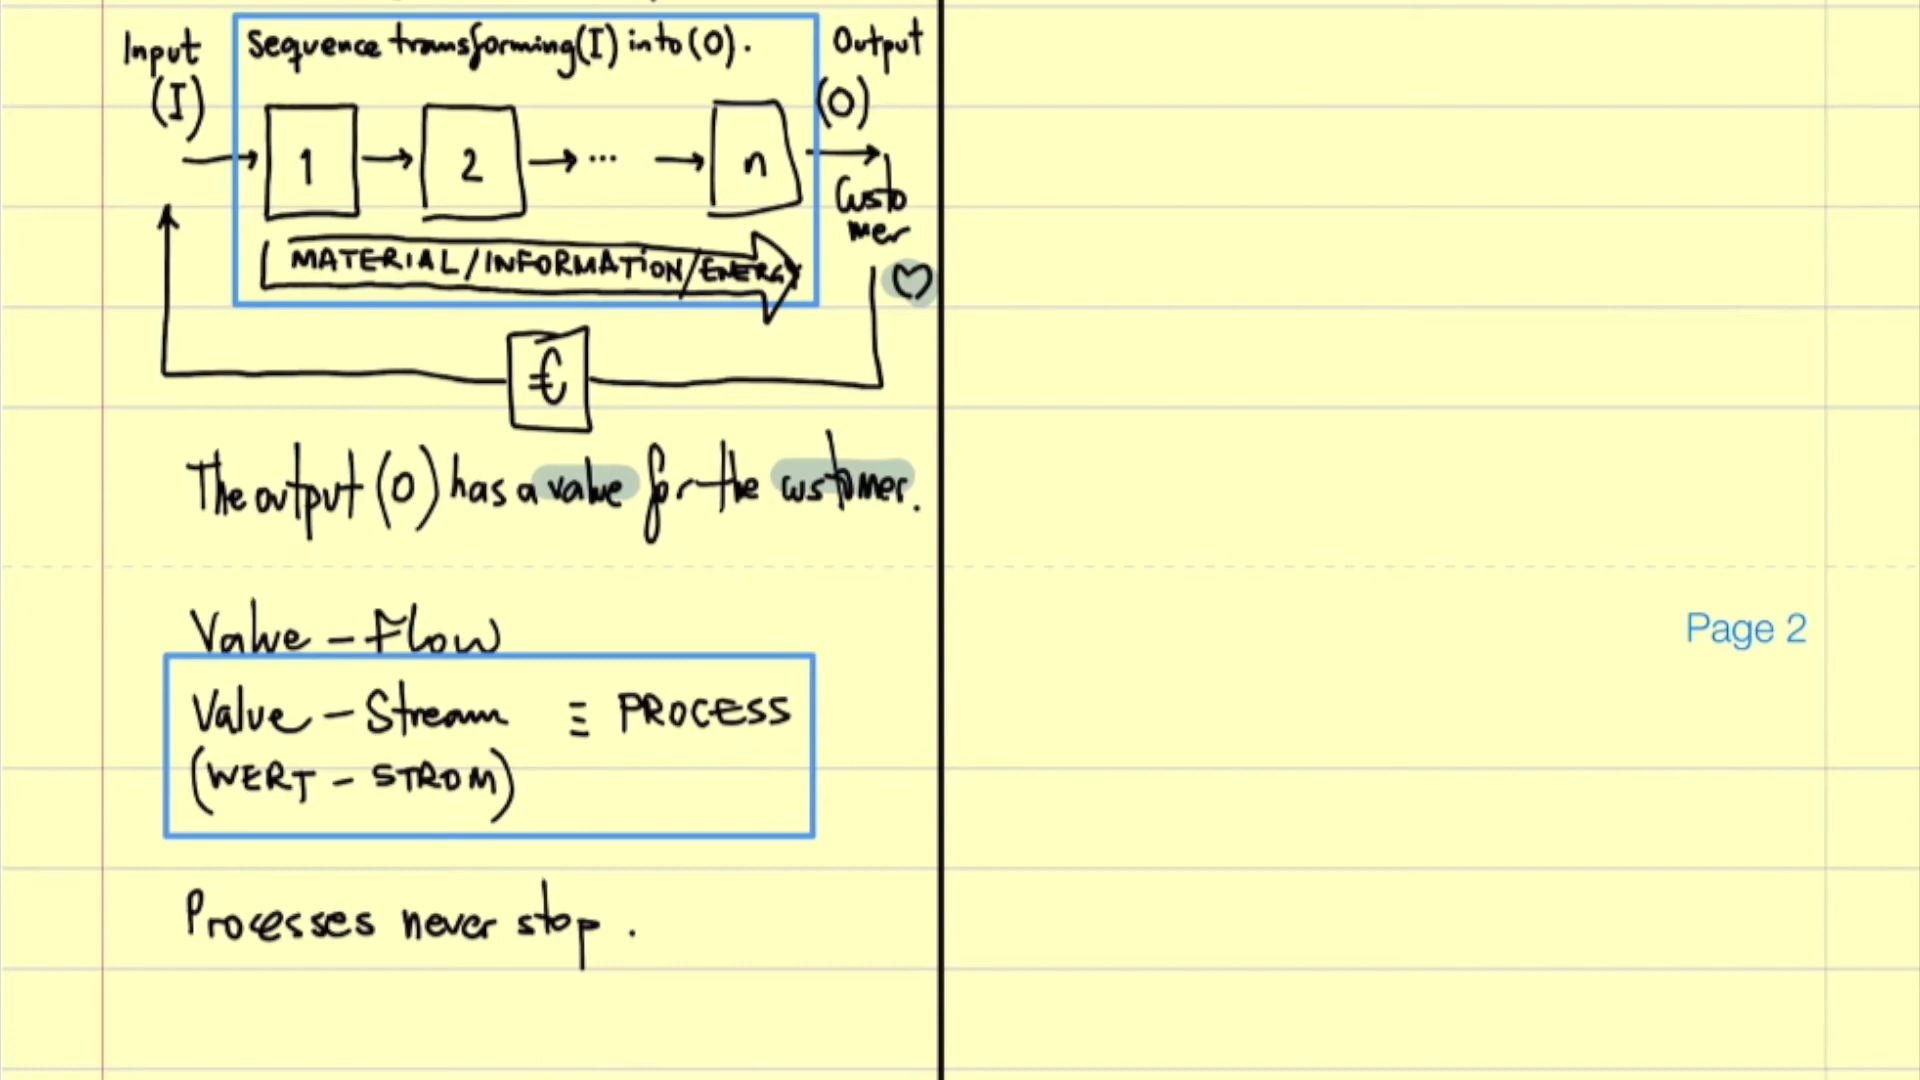 Input
(I)
Sequence transforming (I) into (O).
Output
(O)
1
2
...
n
Custo
mer
MATERIAL/INFORMATION/ENERGY
€
The output (O) has a value for the customer.
Value - Flow
Value - Stream ≡ PROCESS
(WERT - STROM)
Processes never stop.
Page 2